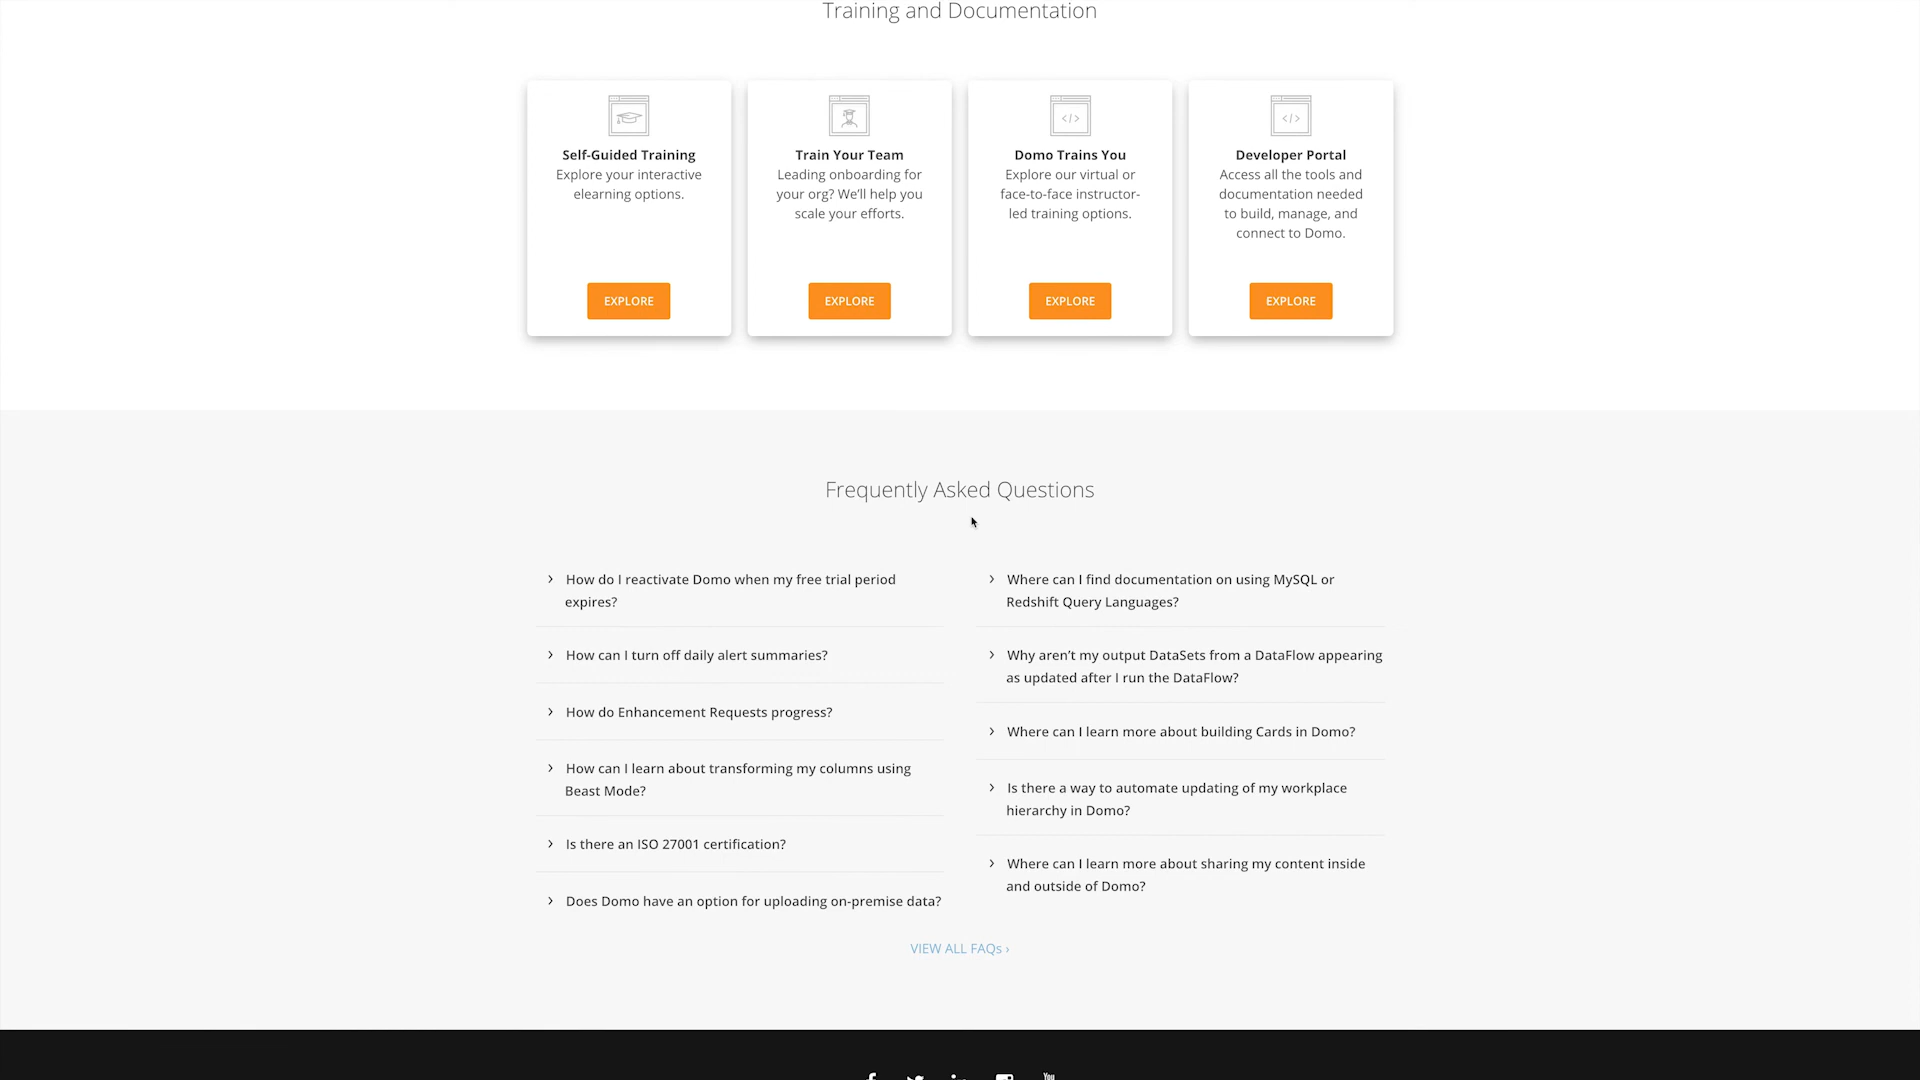 Training and Documentation
Self-Guided Training
Explore your interactive
elearning options.
EXPLORE
Train Your Team
Leading onboarding for
your org? We'll help you
scale your efforts.
EXPLORE
</>
Domo Trains You
Explore our virtual or
face-to-face instructor-
led training options.
EXPLORE
</>
Developer Portal
Access all the tools and
documentation needed
to build, manage, and
connect to Domo.
EXPLORE
Frequently Asked Questions
How do I reactivate Domo when my free trial period
expires?
How can I turn off daily alert summaries?
How do Enhancement Requests progress?
How can I learn about transforming my columns using
Beast Mode?
Is there an ISO 27001 certification?
Does Domo have an option for uploading on-premise data?
Where can I find documentation on using MySQL or
Redshift Query Languages?
Why aren't my output DataSets from a DataFlow appearing
as updated after I run the DataFlow?
Where can I learn more about building Cards in Domo?
Is there a way to automate updating of my workplace
hierarchy in Domo?
Where can I learn more about sharing my content inside
and outside of Domo?
VIEW ALL FAQs ›
You